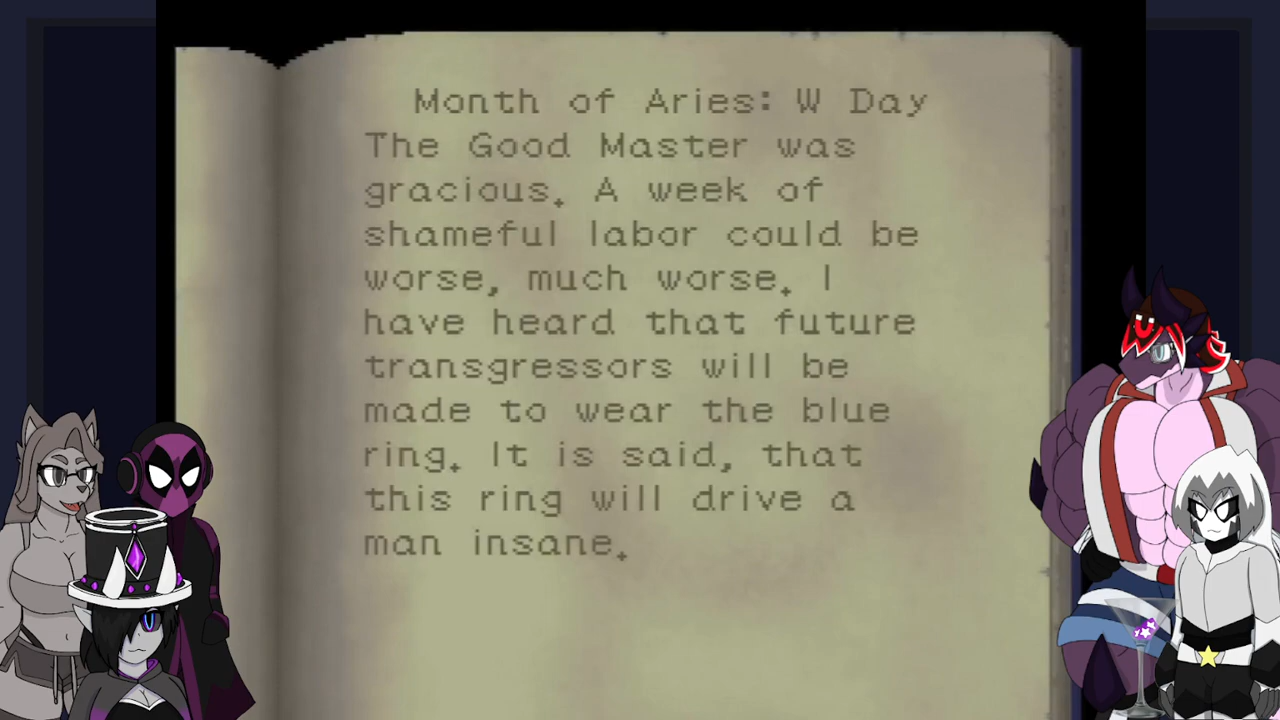 Month of Aries: W Day
The Good Master was
gracious. A week of
shameful labor could be
worse, much worse. I
have heard that future
transgressors will be
made to wear the blue
ring. It is said, that
this ring will drive a
man insane.